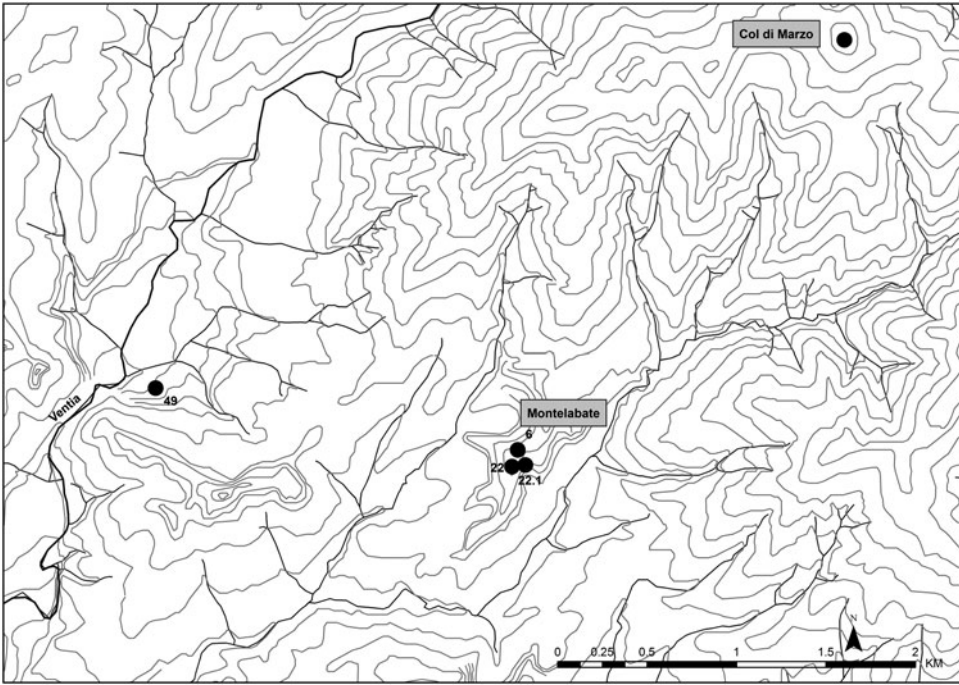 Col di Marzo
Ventia
49
Montelabate
6
22
22.1
N
0 0.25 0.5 1 1.5 2
KM